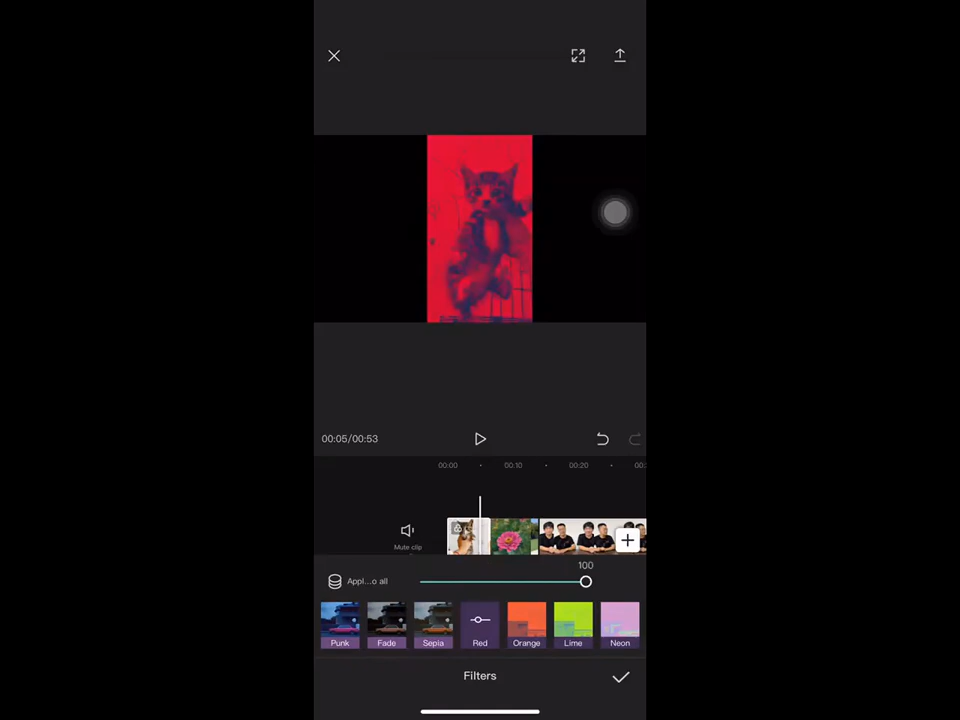 00:05/00:53
00:00
00:10
00:20
Mute clip
100
Appl...o all
Punk
Fade
Sepia
Red
Orange
Lime
Neon
Filters